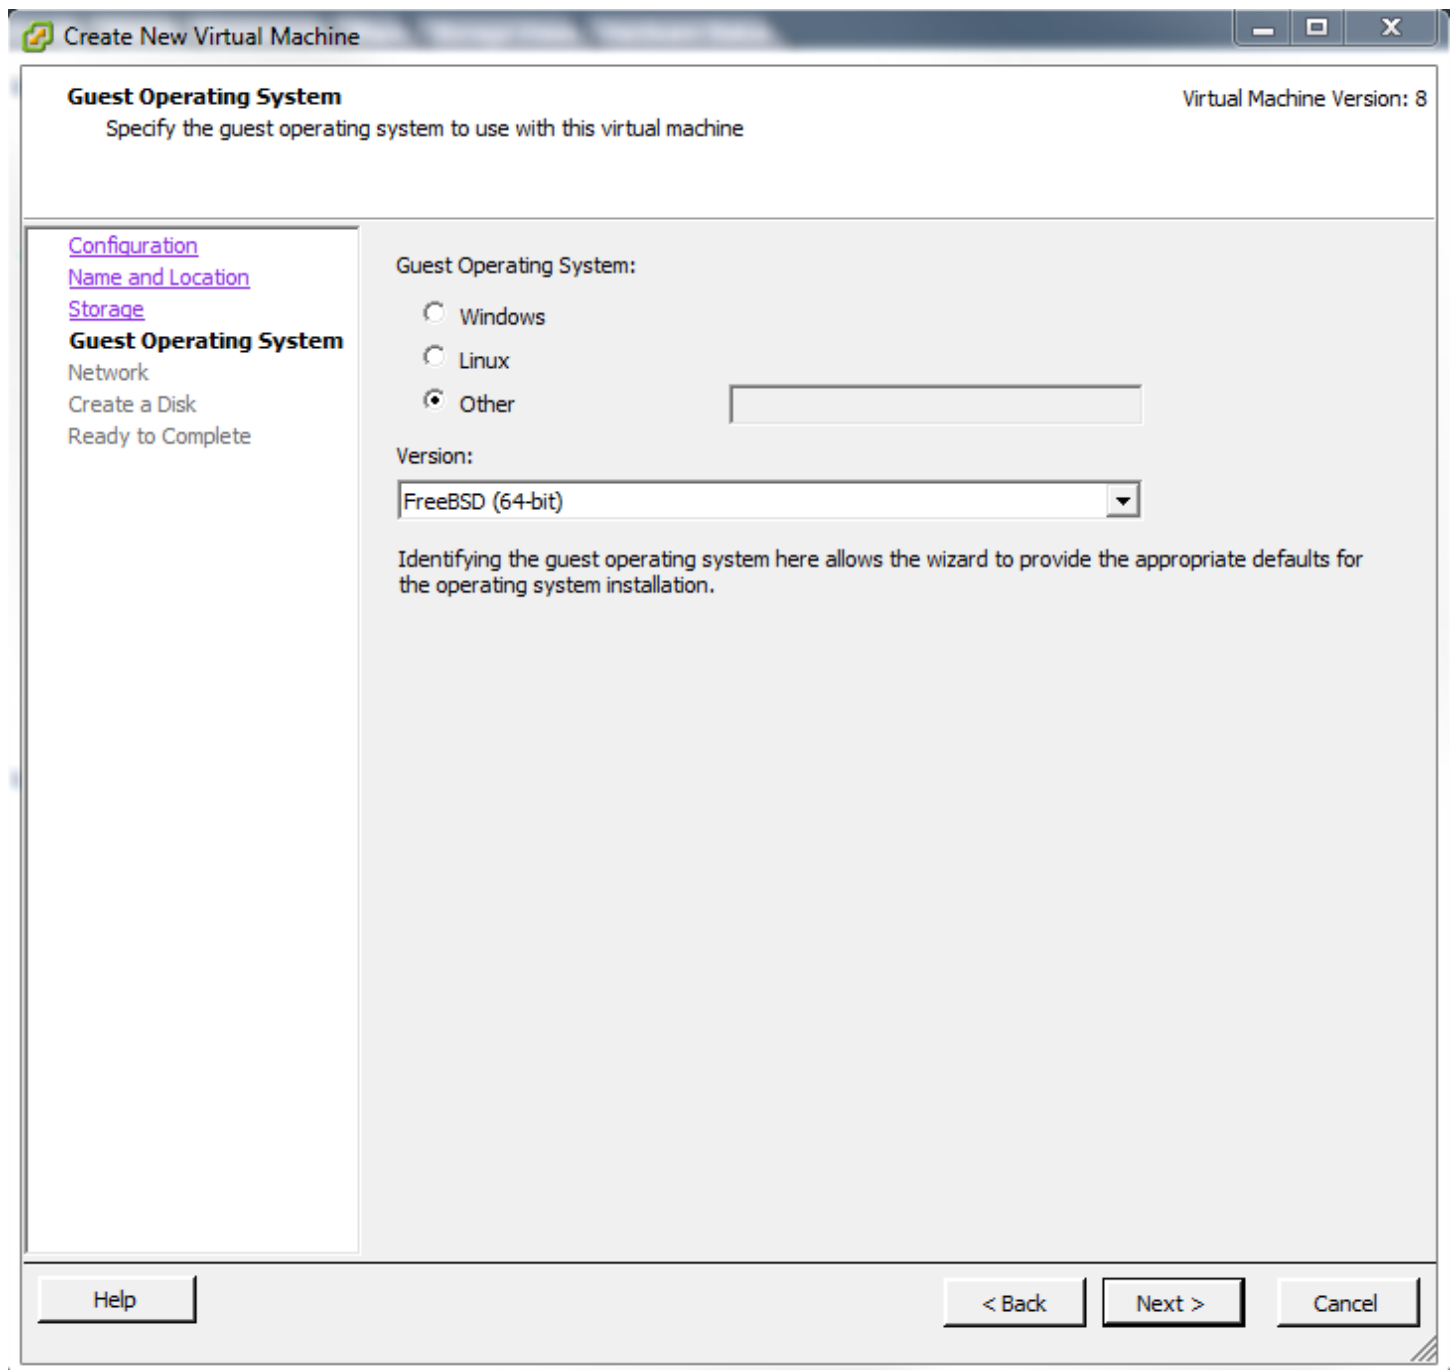 Create New Virtual Machine
Guest Operating System
Specify the guest operating system to use with this virtual machine
Virtual Machine Version: 8
Configuration
Name and Location
Storage
Guest Operating System
Network
Create a Disk
Ready to Complete
Guest Operating System:
Windows
Linux
Other
Version:
FreeBSD (64-bit)
Identifying the guest operating system here allows the wizard to provide the appropriate defaults for
the operating system installation.
Help
< Back
Next >
Cancel